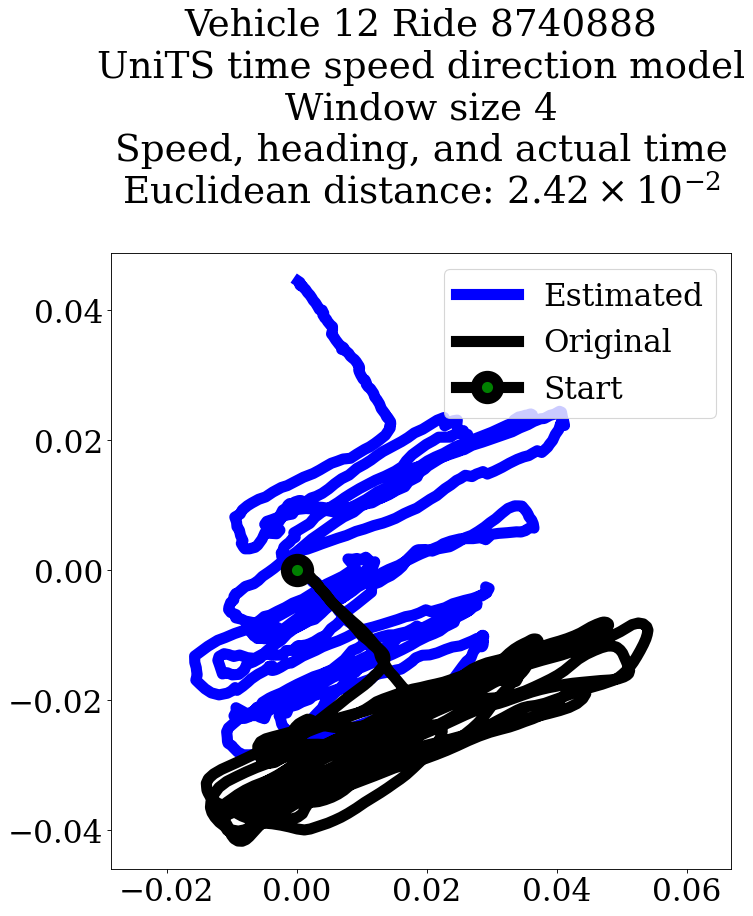 Vehicle 12 Ride 8740888
UniTS time speed direction model
Window size 4
Speed, heading, and actual time
Euclidean distance: 2.42 × 10⁻²
Estimated
Original
Start
0.04
0.02
0.00
−0.02
−0.04
−0.02 0.00 0.02 0.04 0.06